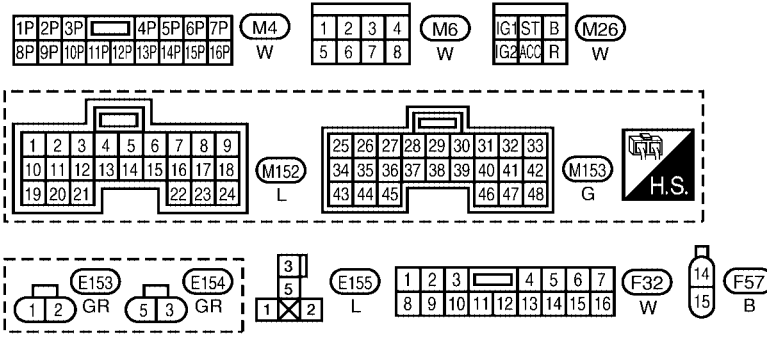 1P 2P 3P 4P 5P 6P 7P
8P 9P 10P 11P 12P 13P 14P 15P 16P
M4
W
1 2 3 4
5 6 7 8
M6
W
IG1 ST B
IG2 ACC R
M26
W
1 2 3 4 5 6 7 8 9
10 11 12 13 14 15 16 17 18
19 20 21 22 23 24
M152
L
25 26 27 28 29 30 31 32 33
34 35 36 37 38 39 40 41 42
43 44 45 46 47 48
M153
G
H.S.
1 2
E153
GR
5 3
E154
GR
3
5
1 2
E155
L
1 2 3 4 5 6 7
8 9 10 11 12 13 14 15 16
F32
W
14
15
F57
B